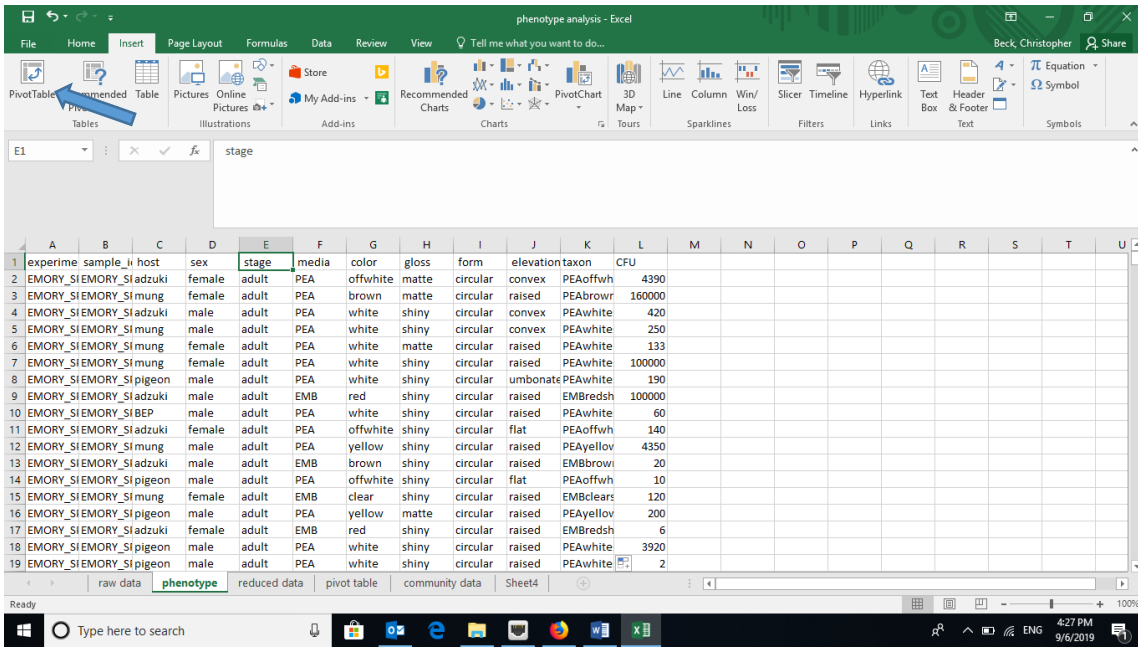 phenotype analysis - Excel
File Home Insert Page Layout Formulas Data Review View Tell me what you want to do... Beck, Christopher Share
PivotTable Table Pictures Online Pictures Store My Add-ins Recommended Charts PivotChart 3D Map Line Column Win/Loss Slicer Timeline Hyperlink Text Box Header & Footer Equation Symbol
Tables Illustrations Add-ins Charts Tours Sparklines Filters Links Text Symbols
E1 fx stage
A B C D E F G H I J K L M N O P Q R S T U
1 experime sample_i host sex stage media color gloss form elevation taxon CFU
2 EMORY_SI EMORY_SI adzuki female adult PEA offwhite matte circular convex PEAoffwh 4390
3 EMORY_SI EMORY_SI mung female adult PEA brown matte circular raised PEAbrowr 160000
4 EMORY_SI EMORY_SI adzuki male adult PEA white shiny circular convex PEAwhite 420
5 EMORY_SI EMORY_SI mung male adult PEA white shiny circular convex PEAwhite 250
6 EMORY_SI EMORY_SI mung female adult PEA white matte circular raised PEAwhite 133
7 EMORY_SI EMORY_SI mung female adult PEA white shiny circular raised PEAwhite 100000
8 EMORY_SI EMORY_SI pigeon male adult PEA white shiny circular umbonate PEAwhite 190
9 EMORY_SI EMORY_SI adzuki male adult EMB red shiny circular raised EMBredsh 100000
10 EMORY_SI EMORY_SI BEP male adult PEA white shiny circular raised PEAwhite 60
11 EMORY_SI EMORY_SI adzuki female adult PEA offwhite shiny circular flat PEAoffwh 140
12 EMORY_SI EMORY_SI mung male adult PEA yellow shiny circular raised PEAyellov 4350
13 EMORY_SI EMORY_SI adzuki male adult EMB brown shiny circular raised EMBbrowi 20
14 EMORY_SI EMORY_SI pigeon male adult PEA offwhite shiny circular flat PEAoffwh 10
15 EMORY_SI EMORY_SI mung female adult EMB clear shiny circular raised EMBclears 120
16 EMORY_SI EMORY_SI pigeon male adult PEA yellow matte circular raised PEAyellov 200
17 EMORY_SI EMORY_SI adzuki female adult EMB red shiny circular raised EMBredsh 6
18 EMORY_SI EMORY_SI pigeon male adult PEA white shiny circular raised PEAwhite 3920
19 EMORY_SI EMORY_SI pigeon male adult PEA white shiny circular raised PEAwhite 2
raw data phenotype reduced data pivot table community data Sheet4
Ready 100%
Type here to search ENG 4:27 PM
9/6/2019